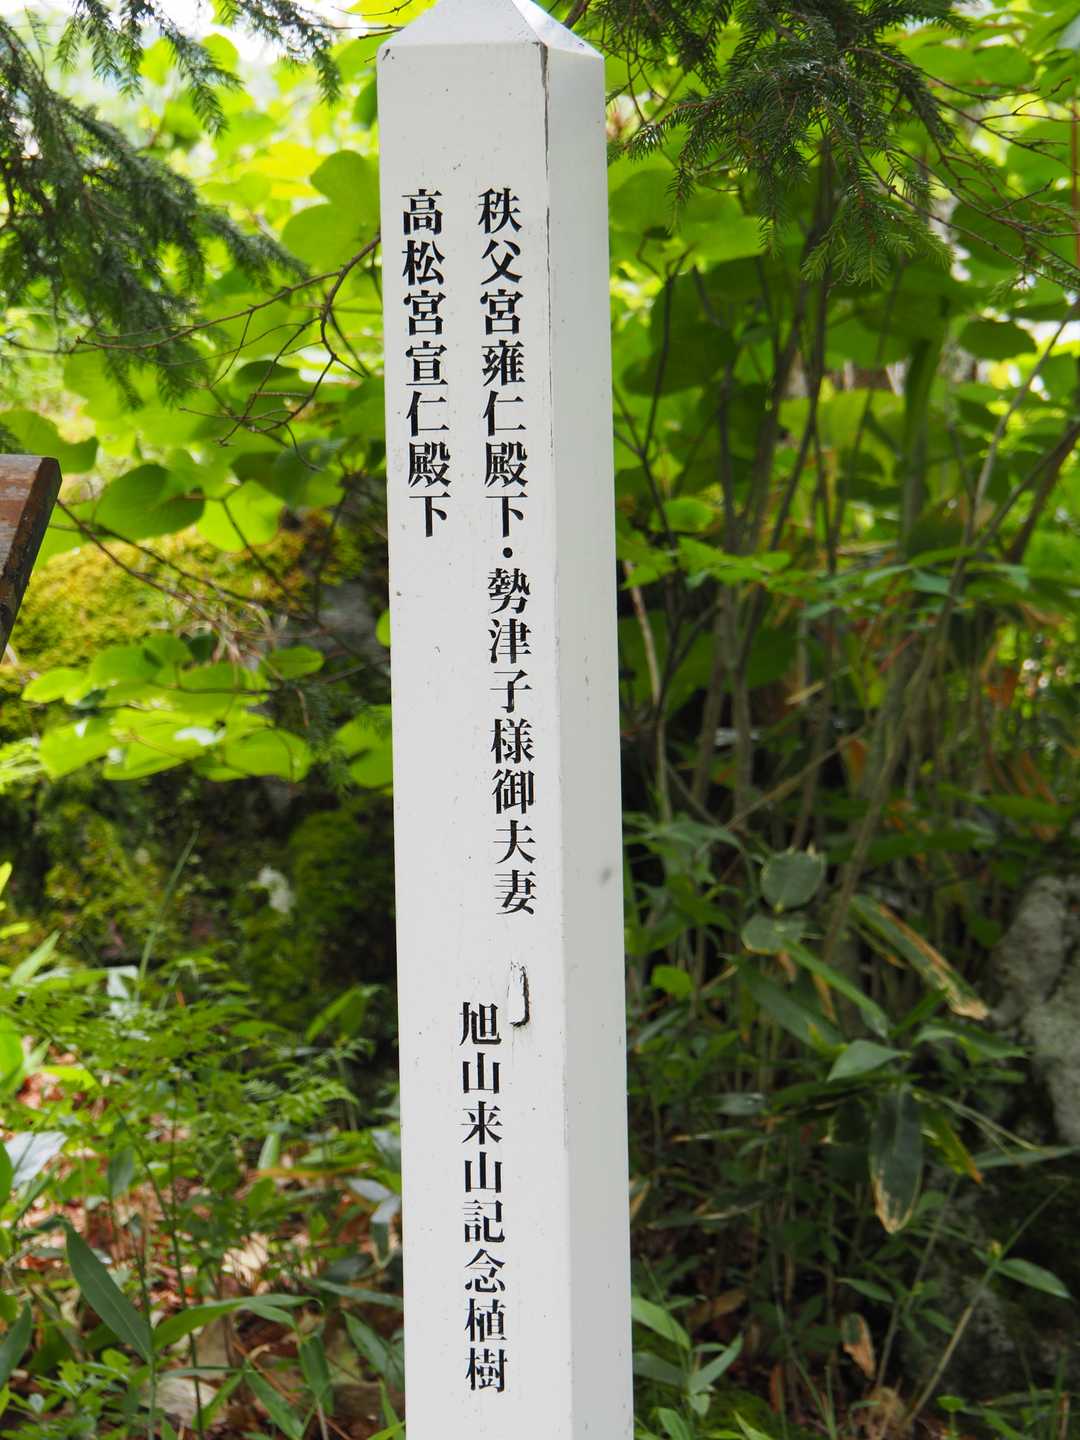 秩父宮雍仁殿下・勢津子様御夫妻
高松宮宣仁殿下
旭山来山記念植樹